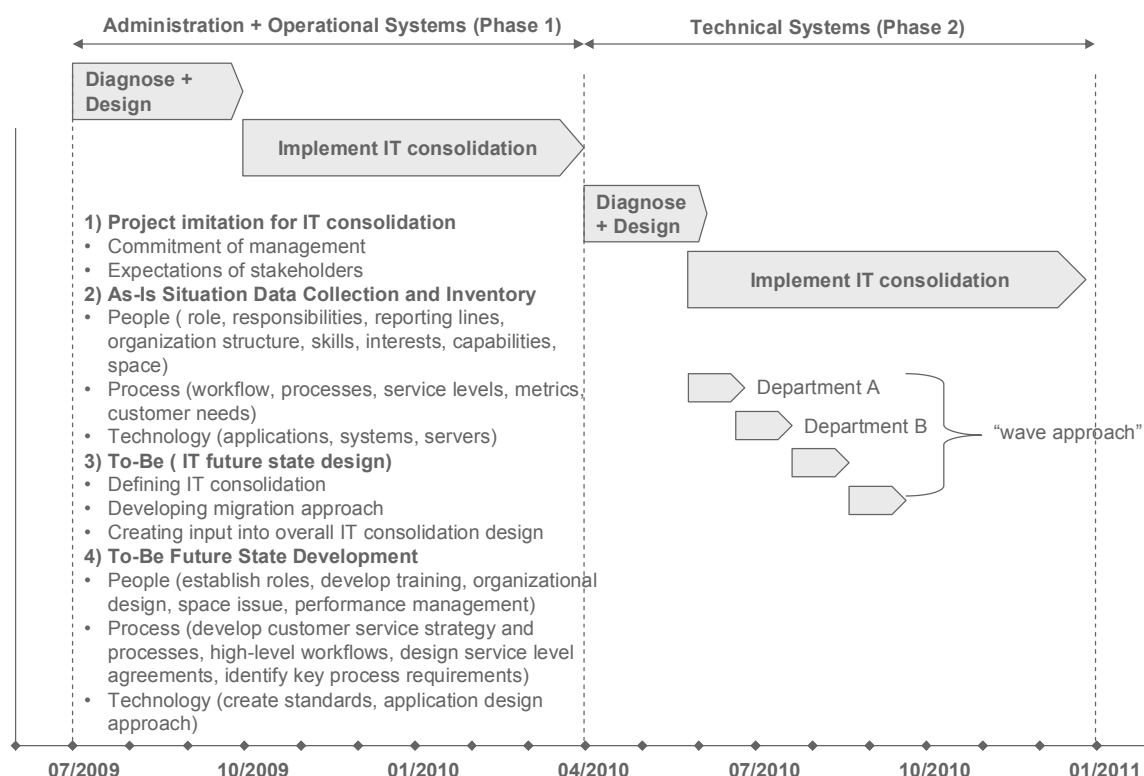 Administration + Operational Systems (Phase 1)
Technical Systems (Phase 2)
Diagnose +
Design
Implement IT consolidation
Diagnose
+ Design
Implement IT consolidation
1) Project imitation for IT consolidation
• Commitment of management
• Expectations of stakeholders
2) As-Is Situation Data Collection and Inventory
• People ( role, responsibilities, reporting lines,
organization structure, skills, interests, capabilities,
space)
• Process (workflow, processes, service levels, metrics,
customer needs)
• Technology (applications, systems, servers)
3) To-Be ( IT future state design)
• Defining IT consolidation
• Developing migration approach
• Creating input into overall IT consolidation design
4) To-Be Future State Development
• People (establish roles, develop training, organizational
design, space issue, performance management)
• Process (develop customer service strategy and
processes, high-level workflows, design service level
agreements, identify key process requirements)
• Technology (create standards, application design
approach)
Department A
Department B
“wave approach”
07/2009
10/2009
01/2010
04/2010
07/2010
10/2010
01/2011